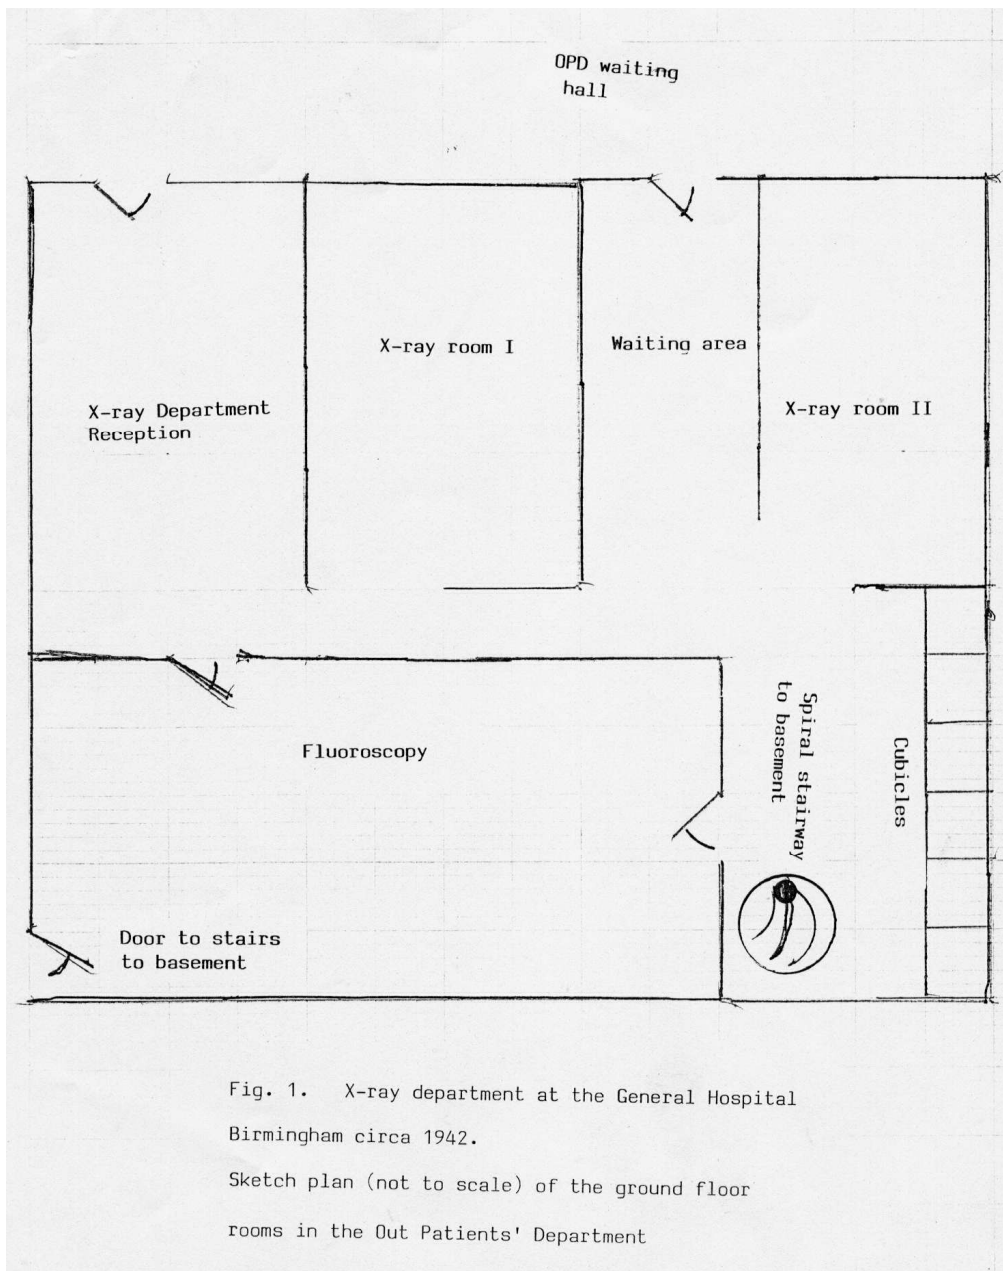 OPD waiting
hall
X-ray room I
Waiting area
X-ray Department
Reception
X-ray room II
Spiral stairway
to basement
Fluoroscopy
Cubicles
Door to stairs
to basement
Fig. 1. X-ray department at the General Hospital
Birmingham circa 1942.
Sketch plan (not to scale) of the ground floor
rooms in the Out Patients' Department